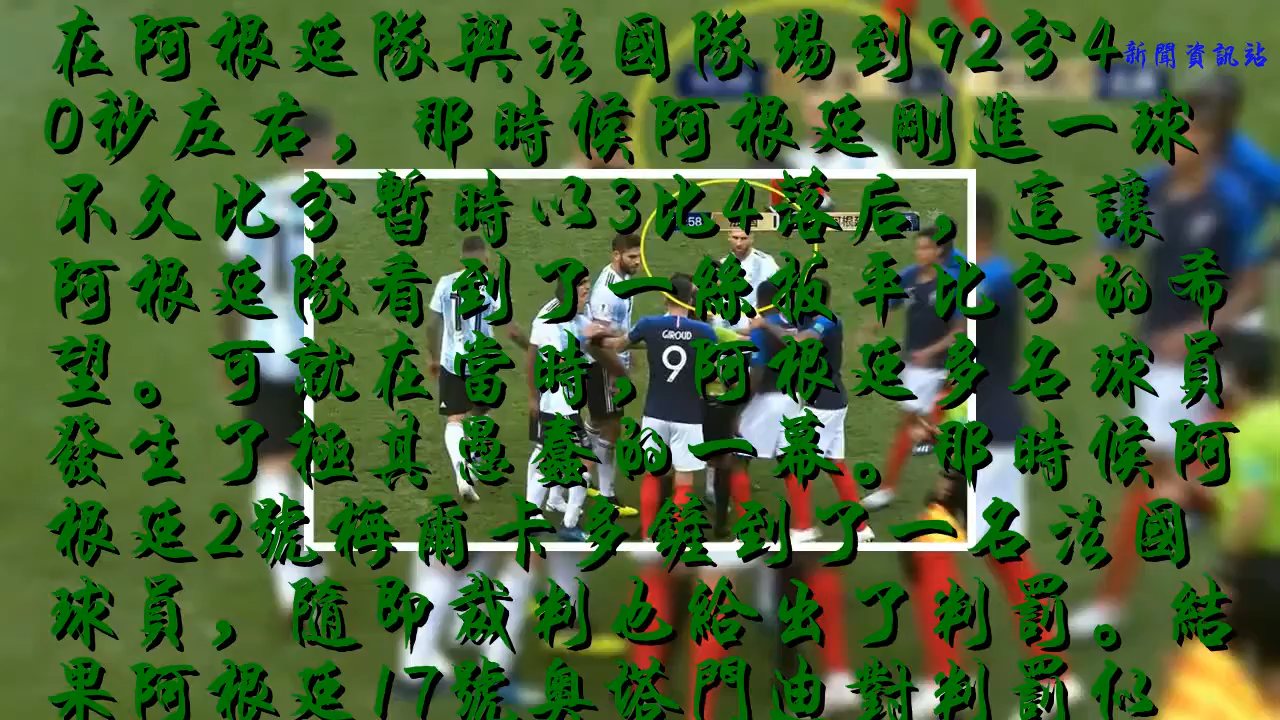 在阿根廷隊與法國隊踢到92分4
新聞資訊站
0秒左右，那時候阿根廷剛進一球
不久比分暫時以3比4落后，這讓
阿根廷隊看到了一絲扳平比分的希
望。可就在當時，阿根廷多名球員
發生了極其愚蠢的一幕。那時候阿
根廷2號梅爾卡多鏟到了一名法國
球員，隨即裁判也給出了判罰。結
果阿根廷17號奧塔門迪對判罰似
58
GIROUD
9